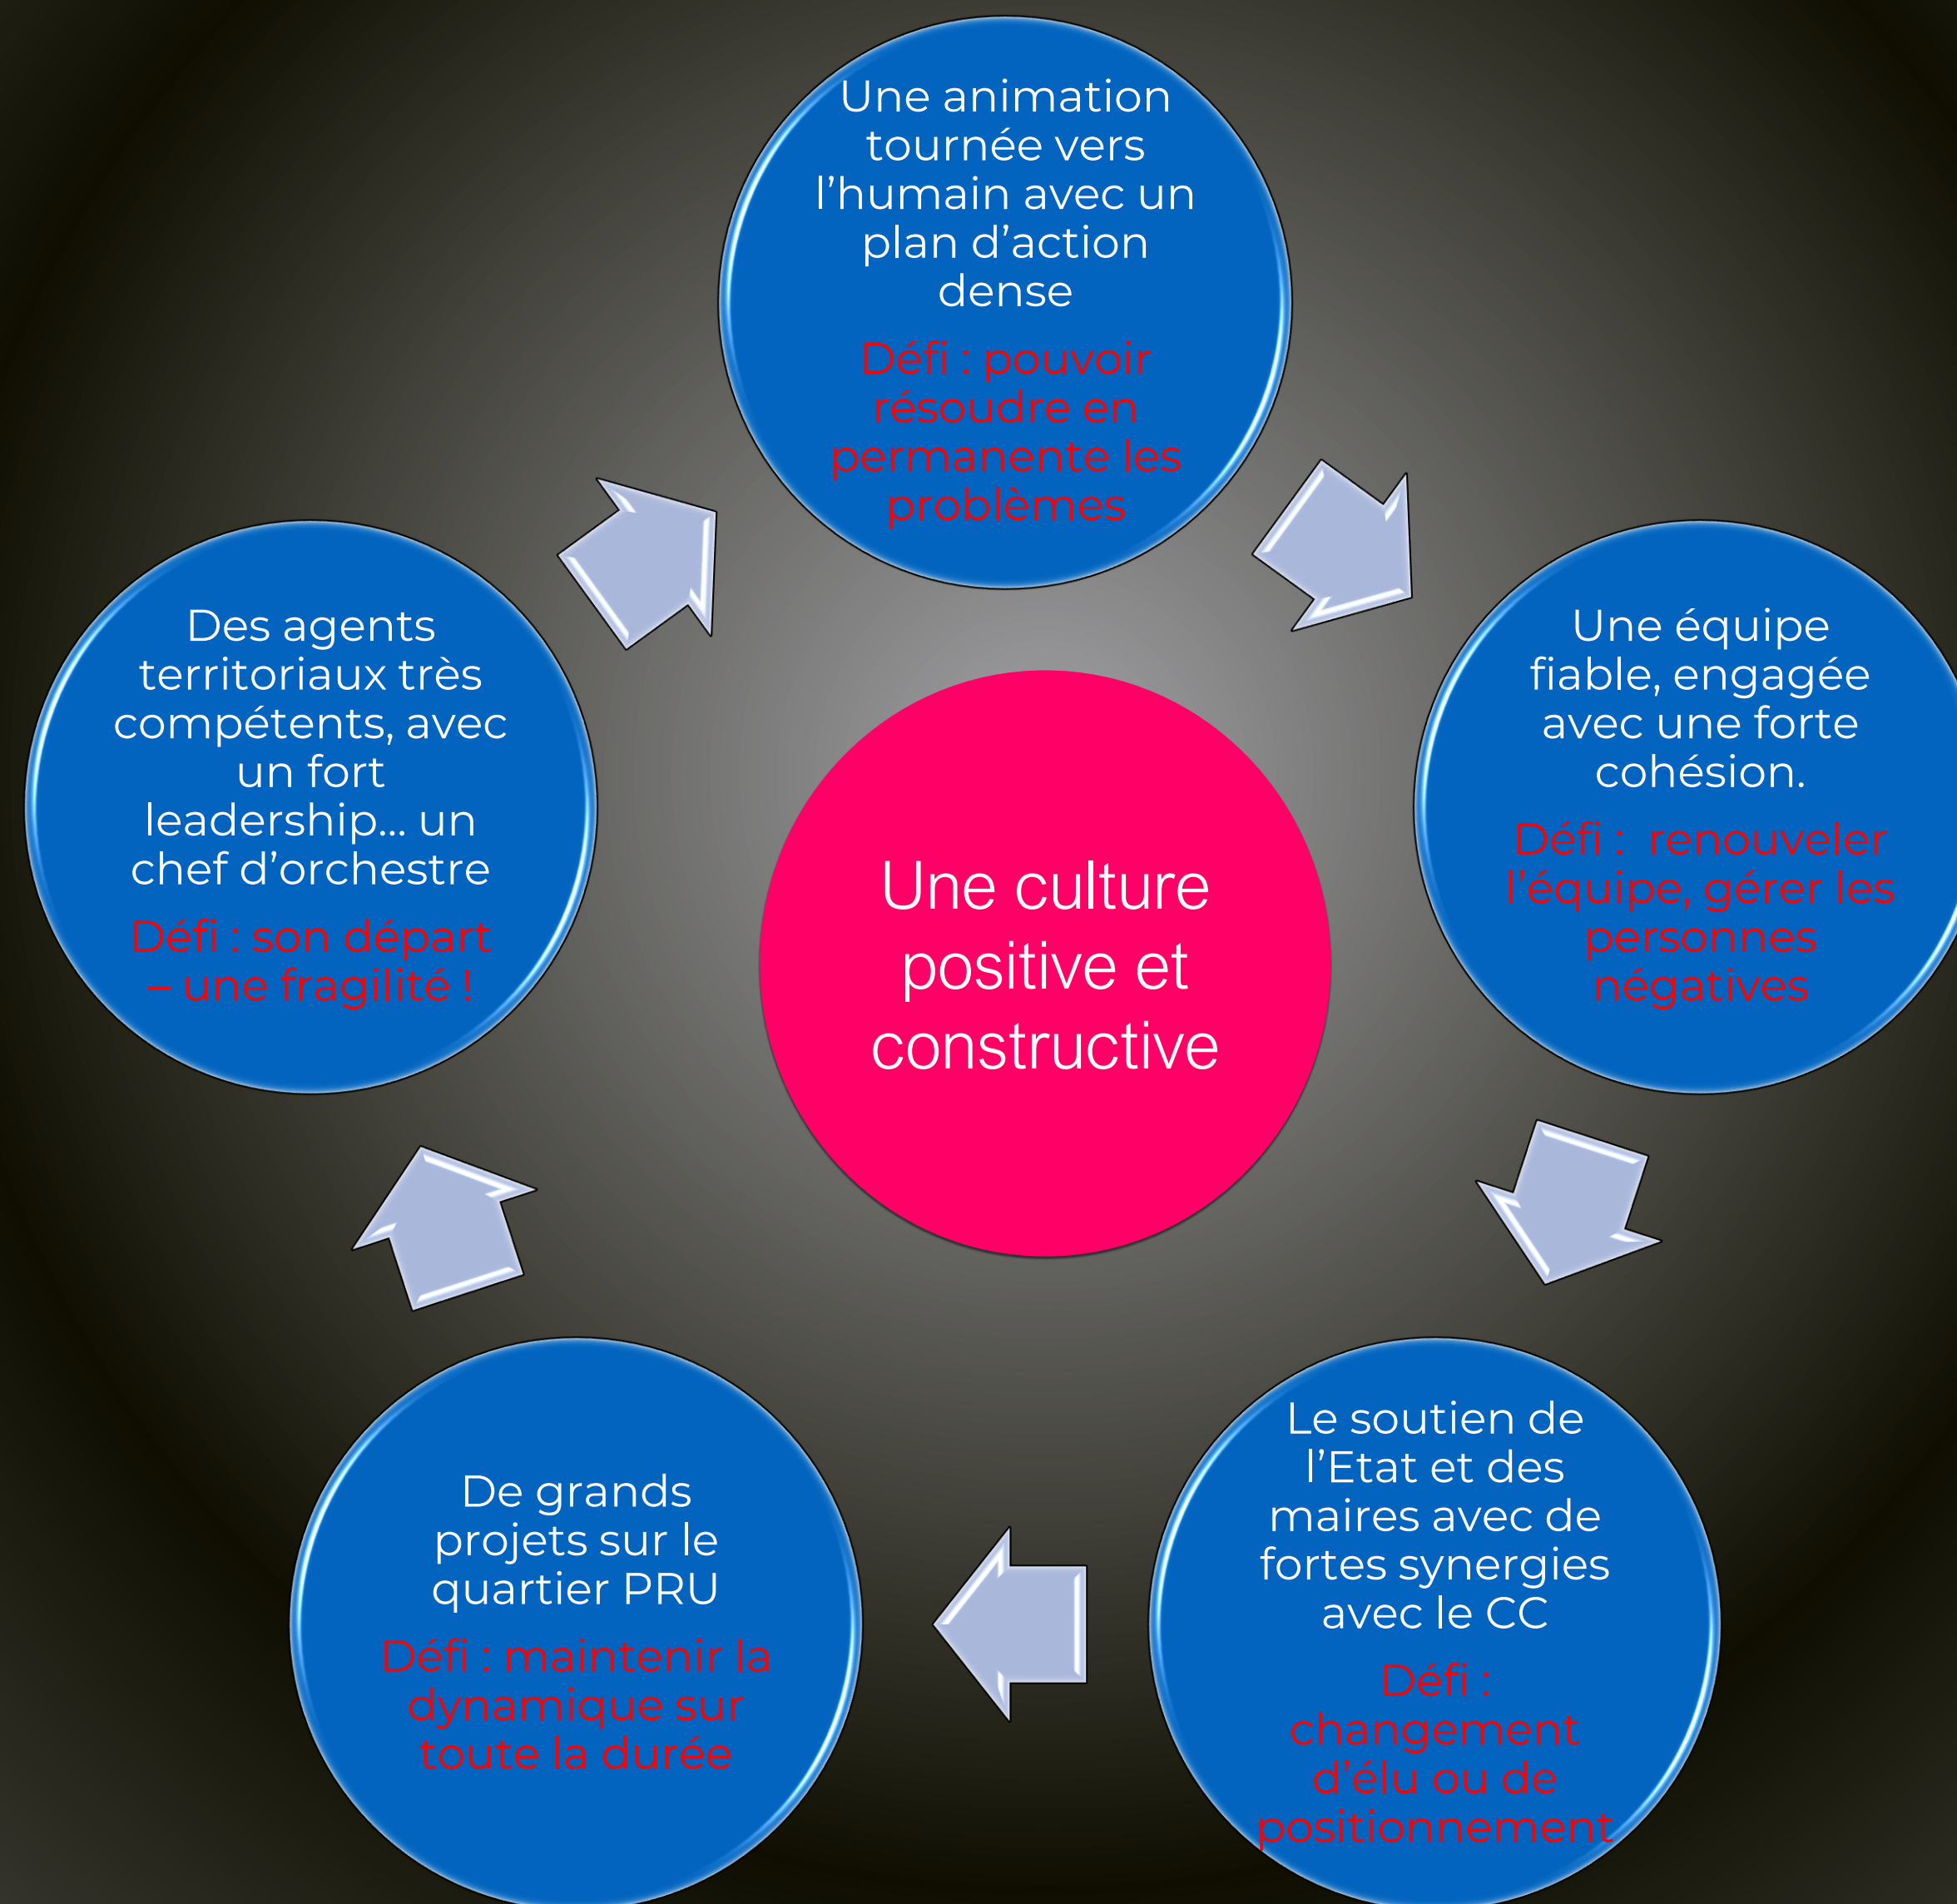 Une animation
tournée vers
l’humain avec un
plan d’action
dense
Défi : pouvoir
résoudre en
permanente les
problèmes
Une équipe
fiable, engagée
avec une forte
cohésion.
Défi :  renouveler
l’équipe, gérer les
personnes
négatives
Le soutien de
l’Etat et des
maires avec de
fortes synergies
avec le CC
Défi :
changement
d’élu ou de
positionnement
De grands
projets sur le
quartier PRU
Défi : maintenir la
dynamique sur
toute la durée
Des agents
territoriaux très
compétents, avec
un fort
leadership... un
chef d’orchestre
Défi : son départ
– une fragilité !
Une culture
positive et
constructive